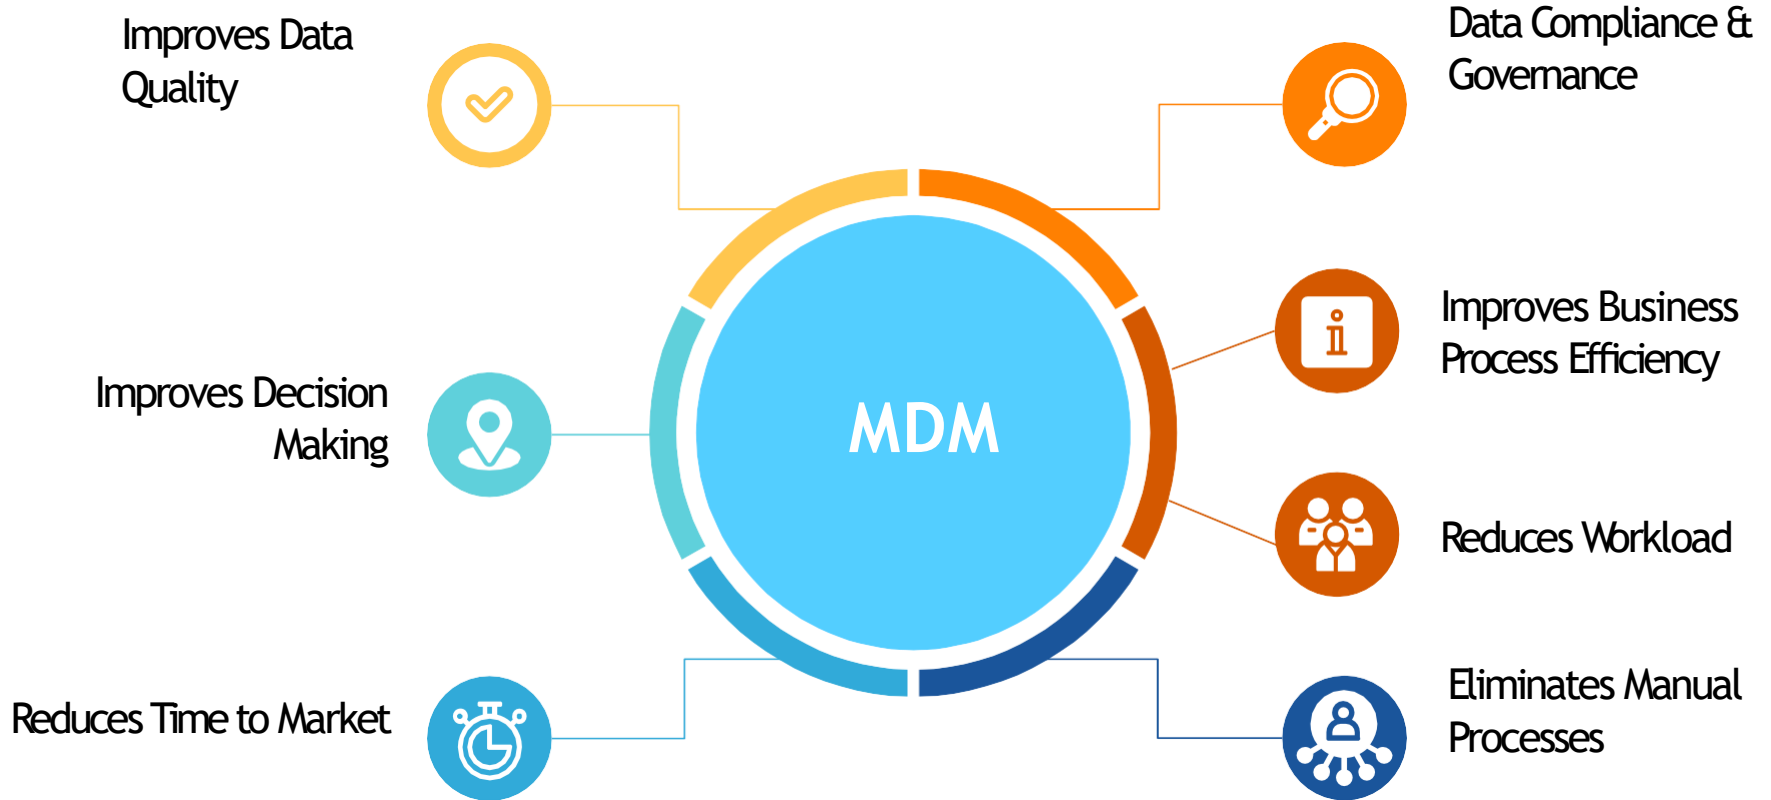 Improves Data
Quality
Data Compliance &
Governance
Improves Business
Process Efficiency
Improves Decision
Making
MDM
i
Reduces Workload
Reduces Time to Market
Eliminates Manual
Processes